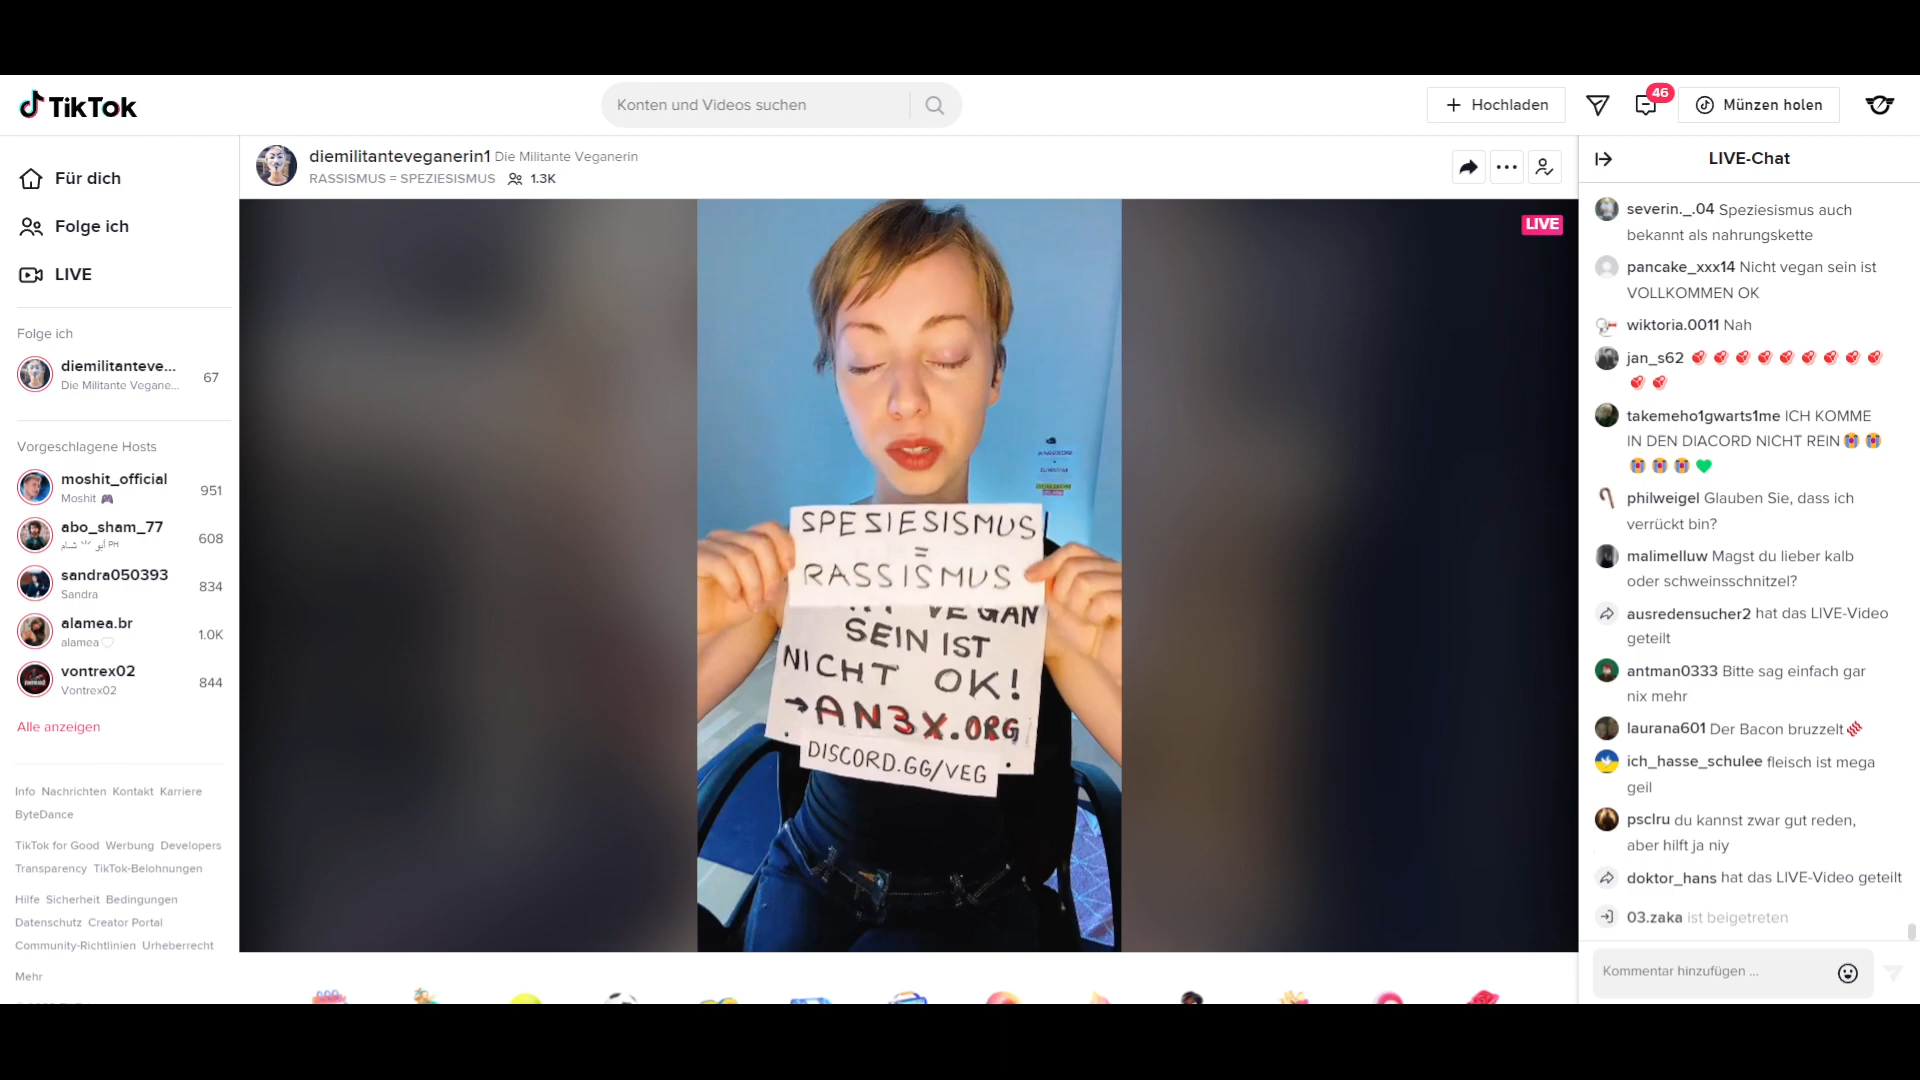 TikTok
Konten und Videos suchen
Hochladen
46
Münzen holen
Für dich
Folge ich
LIVE
Folge ich
diemilitanteve...
Die Militante Vegane...
67
Vorgeschlagene Hosts
moshit_official
Moshit
951
abo_sham_77
608
sandra050393
Sandra
834
alamea.br
alamea
1.0K
vontrex02
Vontrex02
844
Alle anzeigen
Info Nachrichten Kontakt Karriere
ByteDance
TikTok for Good Werbung Developers
Transparency TikTok-Belohnungen
Hilfe Sicherheit Bedingungen
Datenschutz Creator Portal
Community-Richtlinien Urheberrecht
Mehr
diemilitanteveganerin1 Die Militante Veganerin
RASSISMUS = SPEZIESISMUS 1.3K
LIVE
SPEZIESISMUS
=
RASSISMUS
VEGAN
SEIN IST
NICHT OK!
→AN3X.ORG
DISCORD.GG/VEG
LIVE-Chat
severin._.04 Speziesismus auch
bekannt als nahrungskette
pancake_xxx14 Nicht vegan sein ist
VOLLKOMMEN OK
wiktoria.0011 Nah
jan_s62 🥩🥩🥩🥩🥩🥩🥩🥩🥩
🥩🥩
takemeho1gwarts1me ICH KOMME
IN DEN DIACORD NICHT REIN😭😭
😭😭😭💚
philweigel Glauben Sie, dass ich
verrückt bin?
malimelluw Magst du lieber kalb
oder schweinsschnitzel?
ausredensucher2 hat das LIVE-Video
geteilt
antman0333 Bitte sag einfach gar
nix mehr
laurana601 Der Bacon bruzzelt🥓
ich_hasse_schulee fleisch ist mega
geil
psclru du kannst zwar gut reden,
aber hilft ja niy
doktor_hans hat das LIVE-Video geteilt
03.zaka ist beigetreten
Kommentar hinzufügen ...